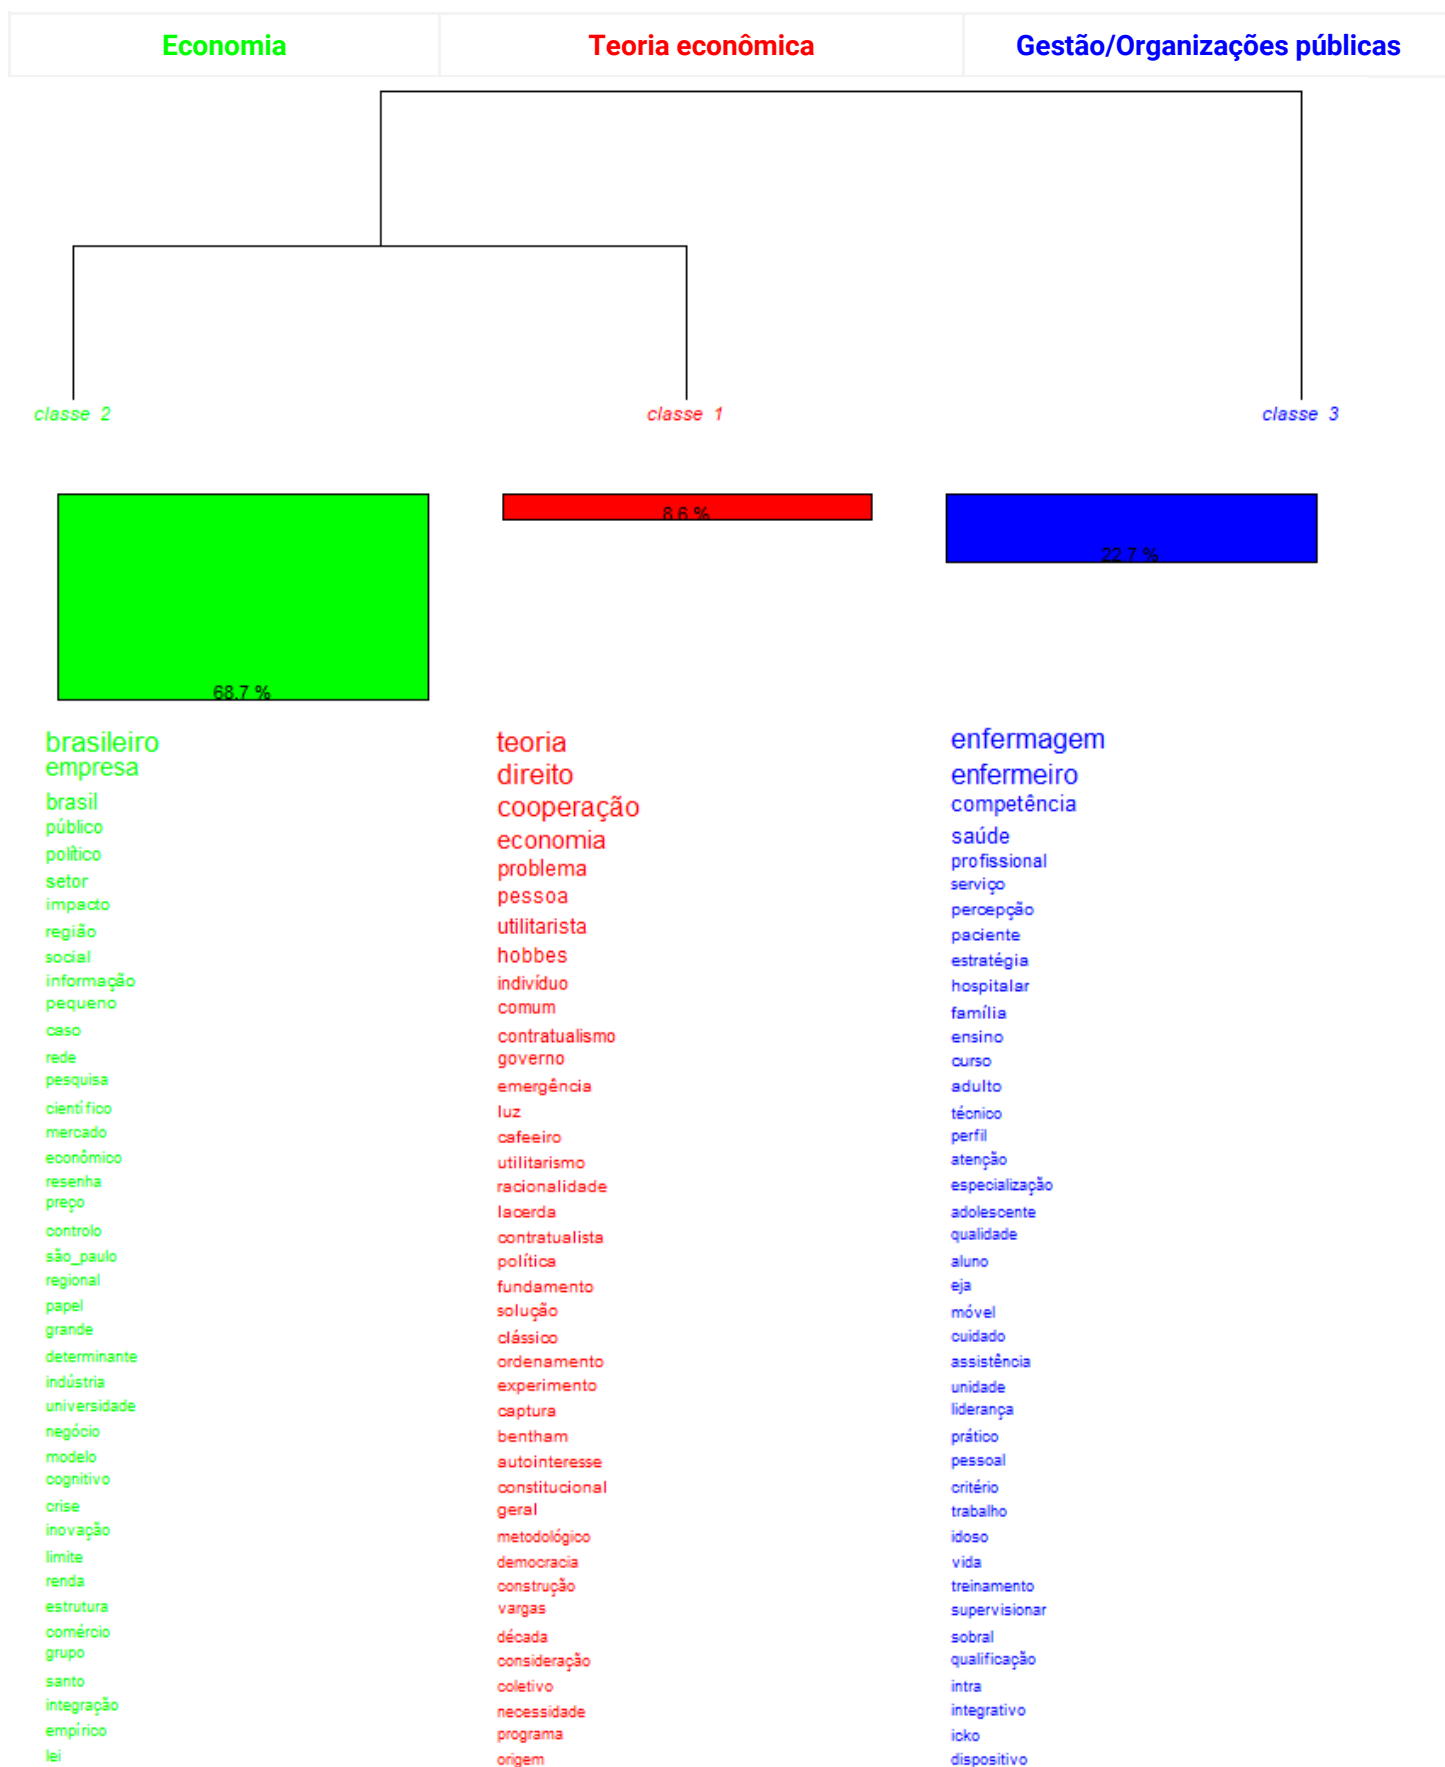 Economia
Teoria econômica
Gestão/Organizações públicas
classe 2
classe 1
classe 3
68.7 %
8.6 %
22.7 %
brasileiro
empresa
brasil
público
político
setor
impacto
região
social
informação
pequeno
caso
rede
pesquisa
científico
mercado
econômico
resenha
preço
controlo
são_paulo
regional
papel
grande
determinante
indústria
universidade
negócio
modelo
cognitivo
crise
inovação
limite
renda
estrutura
comércio
grupo
santo
integração
empírico
lei
teoria
direito
cooperação
economia
problema
pessoa
utilitarista
hobbes
indivíduo
comum
contratualismo
governo
emergência
luz
cafeeiro
utilitarismo
racionalidade
lacerda
contratualista
política
fundamento
solução
clássico
ordenamento
experimento
captura
bentham
autointeresse
constitucional
geral
metodológico
democracia
construção
vargas
década
consideração
coletivo
necessidade
programa
origem
enfermagem
enfermeiro
competência
saúde
profissional
serviço
percepção
paciente
estratégia
hospitalar
família
ensino
curso
adulto
técnico
perfil
atenção
especialização
adolescente
qualidade
aluno
eja
móvel
cuidado
assistência
unidade
liderança
prático
pessoal
critério
trabalho
idoso
vida
treinamento
supervisionar
sobral
qualificação
intra
integrativo
icko
dispositivo